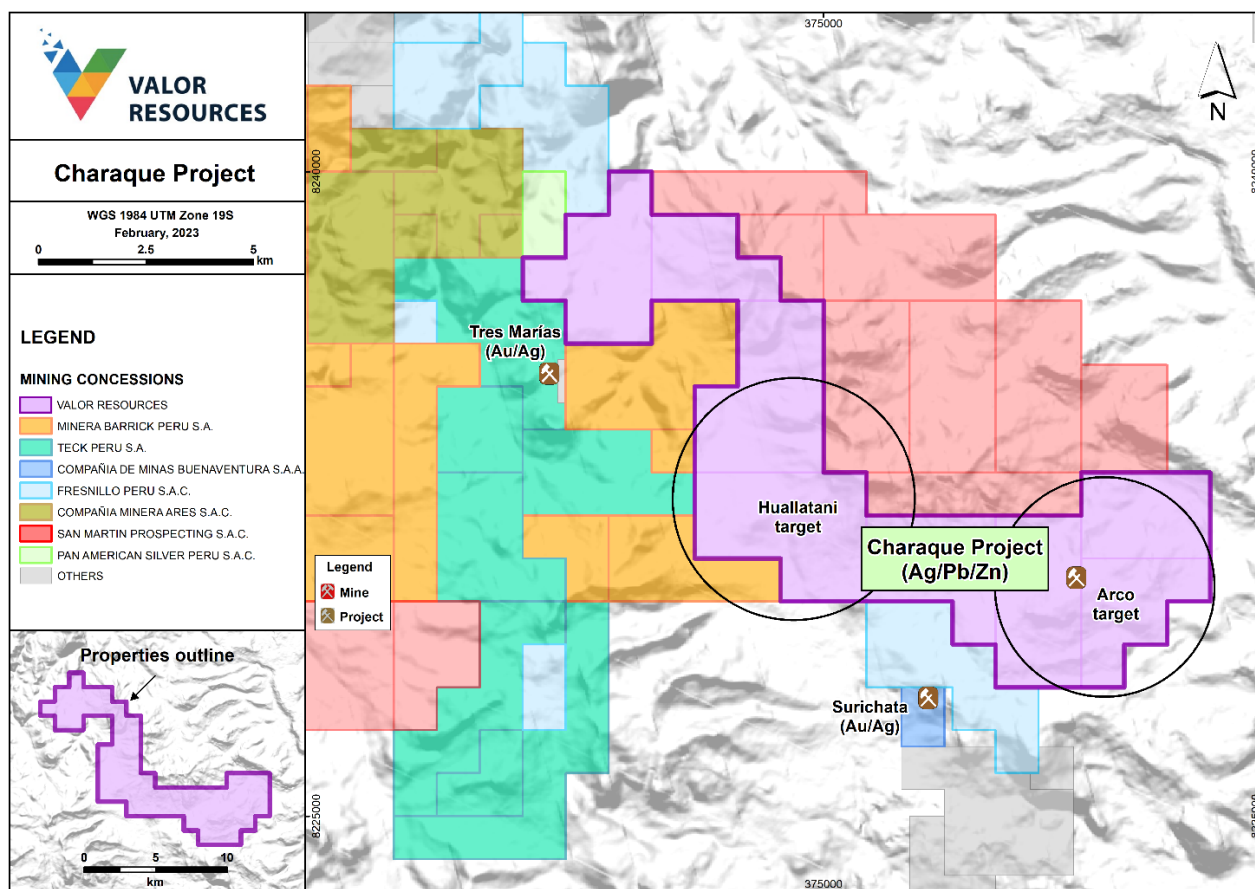 VALOR
RESOURCES
Charaque Project
WGS 1984 UTM Zone 19S
February, 2023
0 2.5 5
km
LEGEND
MINING CONCESSIONS
VALOR RESOURCES
MINERA BARRICK PERU S.A.
TECK PERU S.A.
COMPAÑIA DE MINAS BUENAVENTURA S.A.A.
FRESNILLO PERU S.A.C.
COMPAÑIA MINERA ARES S.A.C.
SAN MARTIN PROSPECTING S.A.C.
PAN AMERICAN SILVER PERU S.A.C.
OTHERS
Properties outline
0 5 10
km
Legend
Mine
Project
375000
N
8240000
8240000
Tres Marías
(Au/Ag)
Huallatani
target
Charaque Project
(Ag/Pb/Zn)
Arco
target
Surichata
(Au/Ag)
8225000
8225000
375000